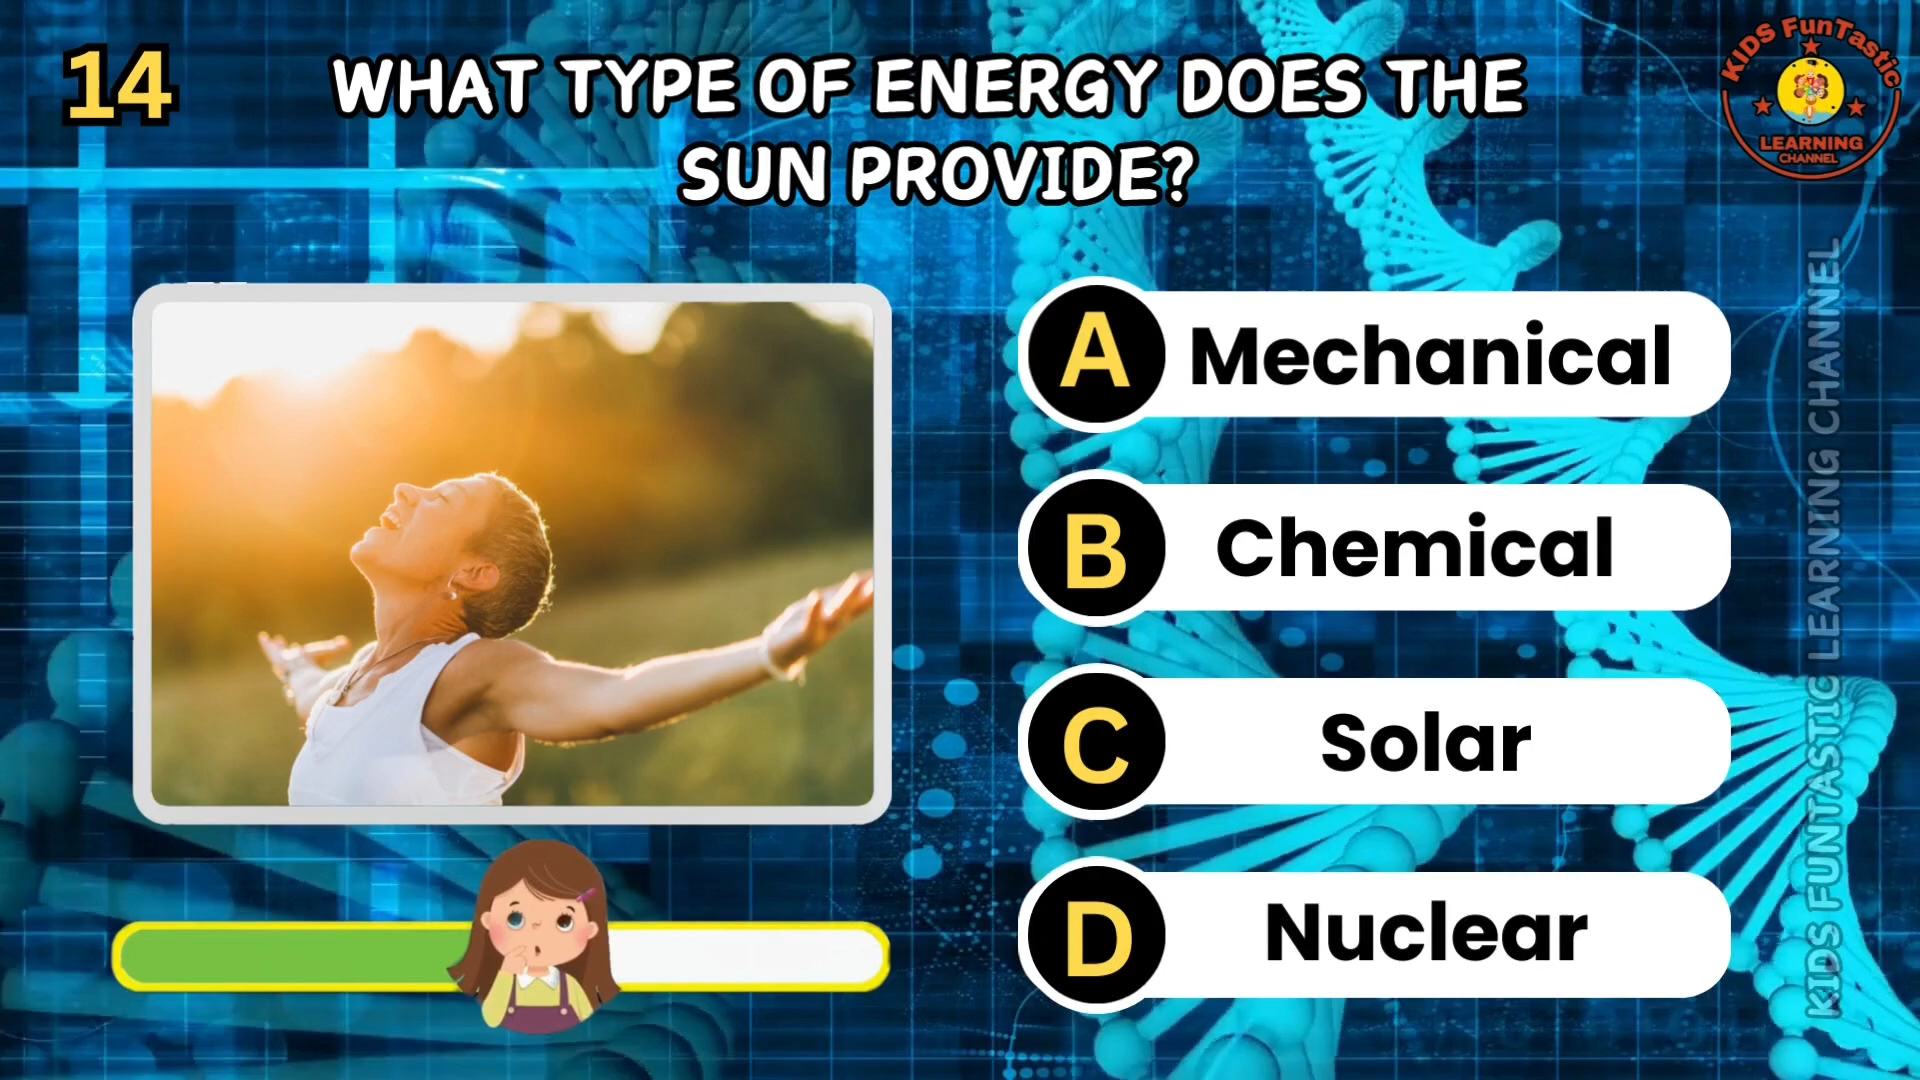 14
WHAT TYPE OF ENERGY DOES THE
SUN PROVIDE?
KIDS FunTastic
LEARNING
CHANNEL
A Mechanical
B Chemical
C Solar
D Nuclear
KIDS FUNTASTIC LEARNING CHANNEL